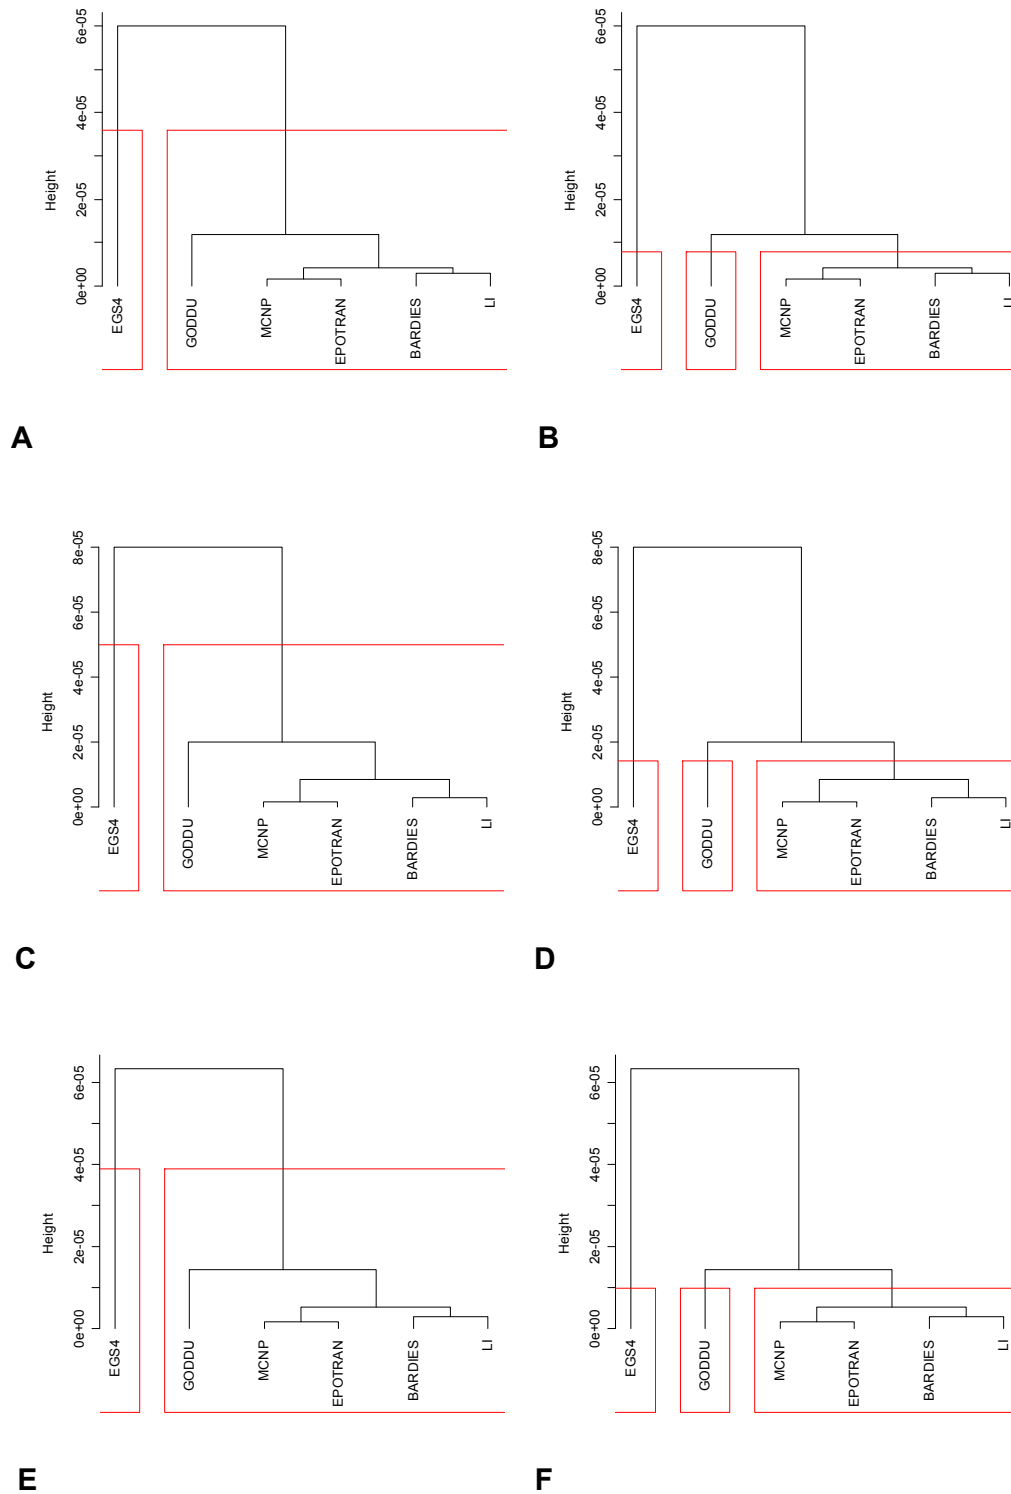 Height
0e+00 2e-05 4e-05 6e-05
EGS4
GODDU
MCNP
EPOTRAN
BARDIES
LI
A
Height
0e+00 2e-05 4e-05 6e-05
EGS4
GODDU
MCNP
EPOTRAN
BARDIES
LI
B
Height
0e+00 2e-05 4e-05 6e-05 8e-05
EGS4
GODDU
MCNP
EPOTRAN
BARDIES
LI
C
Height
0e+00 2e-05 4e-05 6e-05 8e-05
EGS4
GODDU
MCNP
EPOTRAN
BARDIES
LI
D
Height
0e+00 2e-05 4e-05 6e-05
EGS4
GODDU
MCNP
EPOTRAN
BARDIES
LI
E
Height
0e+00 2e-05 4e-05 6e-05
EGS4
GODDU
MCNP
EPOTRAN
BARDIES
LI
F